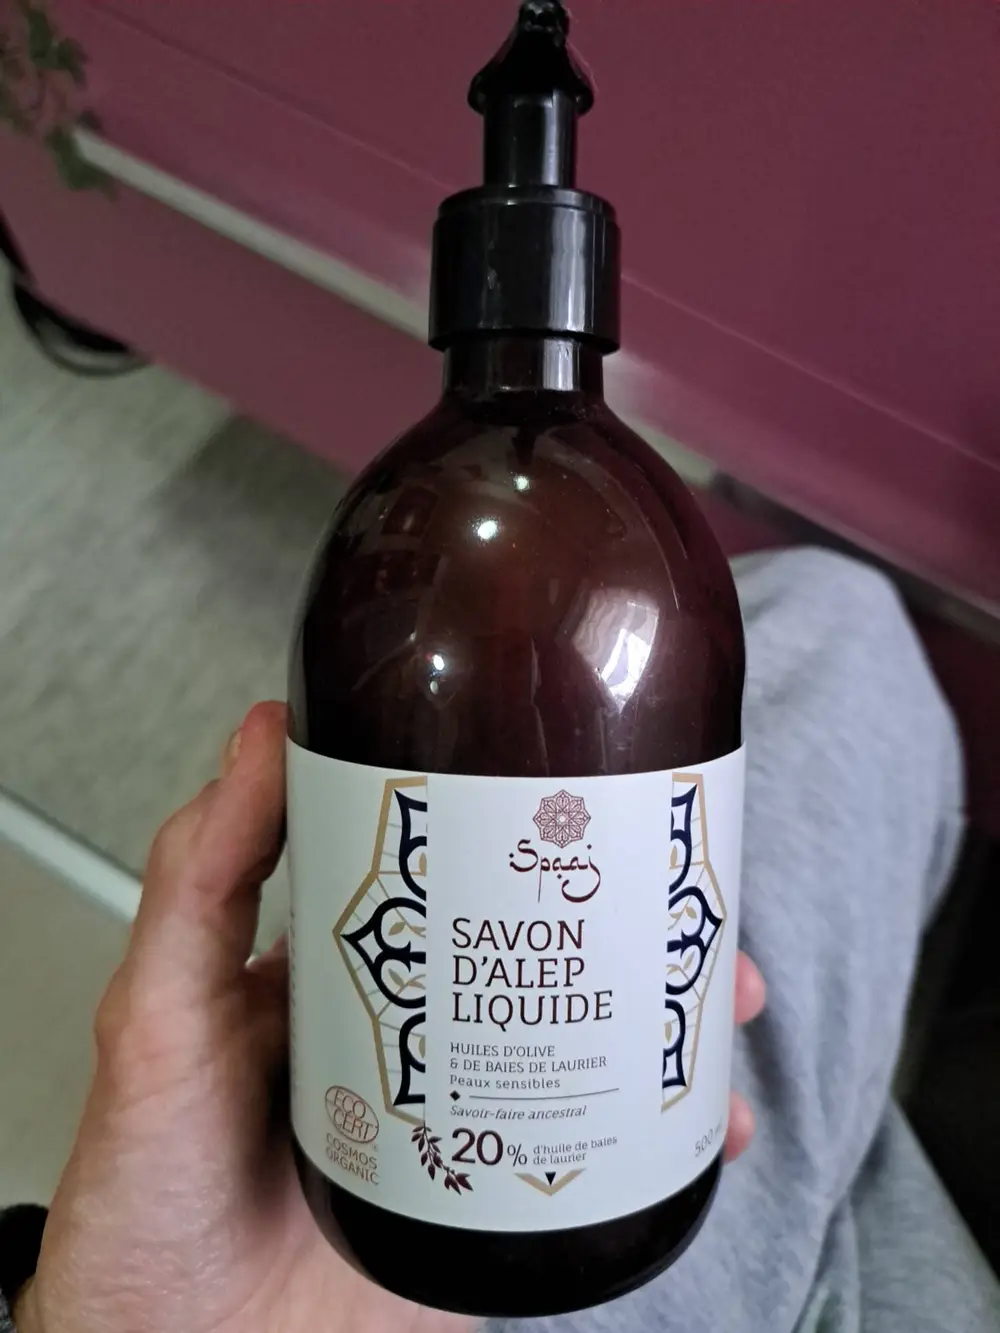 Spaaj
SAVON
D'ALEP
LIQUIDE
HUILES D'OLIVE
& DE BAIES DE LAURIER
Peaux sensibles
Savoir-faire ancestral
20% d'huile de baies
de laurier
ECO
CERT
COSMOS
ORGANIC
500